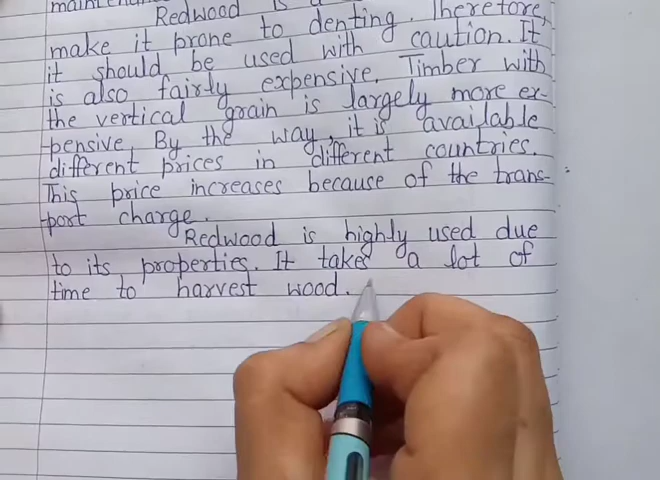 Redwood is a
make it prone to denting. Therefore,
it should be used with caution. It
is also fairly expensive. Timber with
the vertical grain is largely more ex-
-pensive. By the way, it is available
different prices in different countries.
This price increases because of the trans-
-port charge.
Redwood is highly used due
to its properties. It takes a lot of
time to harvest wood.